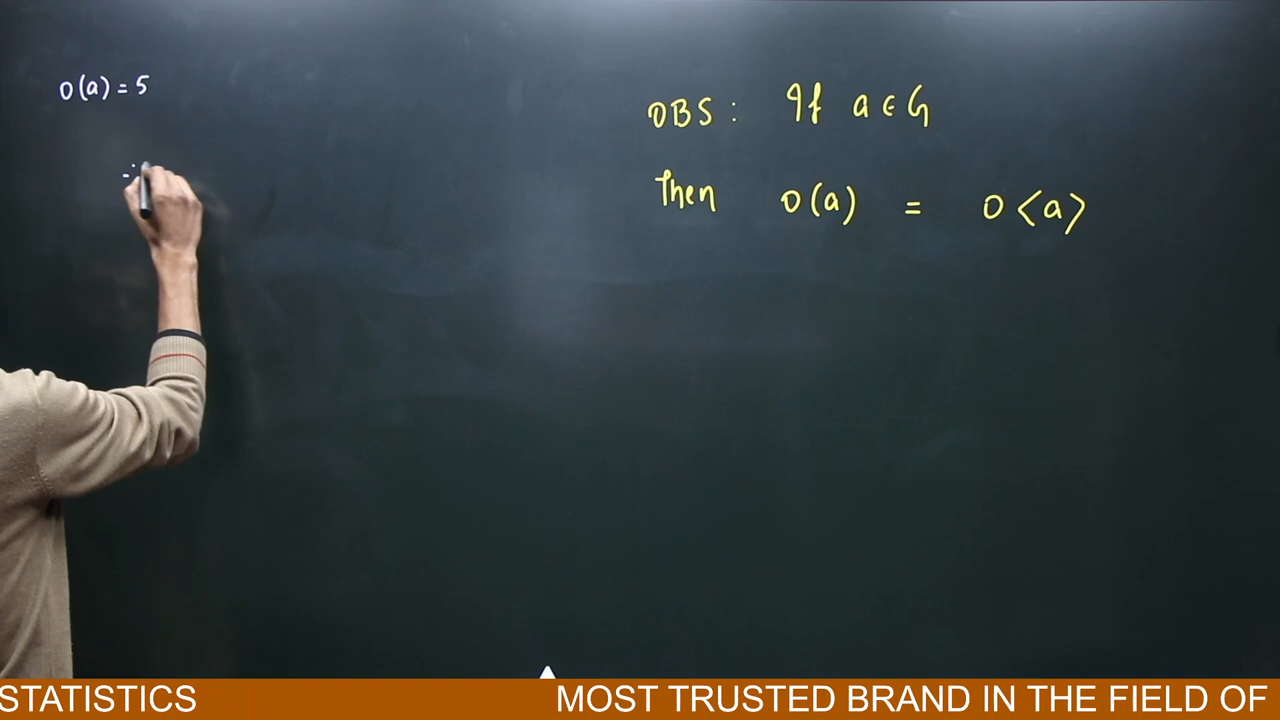 O(a) = 5
OBS: If a ∈ G
Then O(a) = O<a>
STATISTICS MOST TRUSTED BRAND IN THE FIELD OF